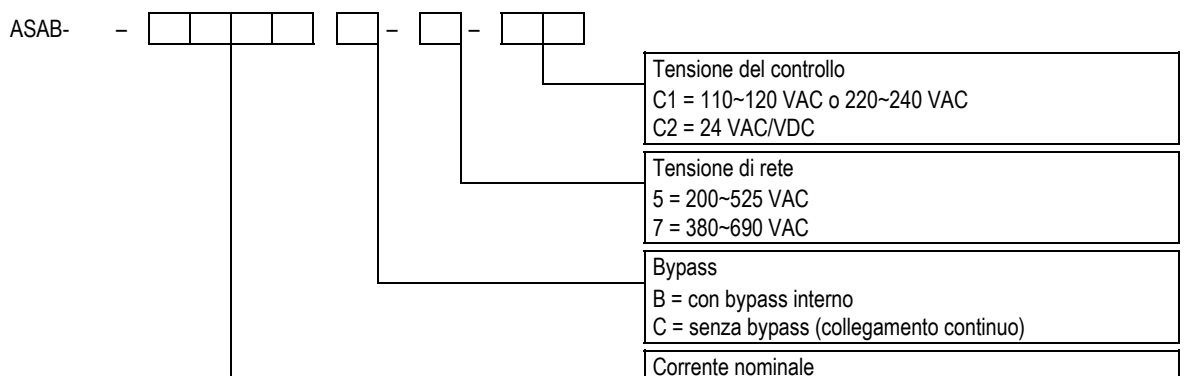 ASAB- – – –
Tensione del controllo
C1 = 110~120 VAC o 220~240 VAC
C2 = 24 VAC/VDC
Tensione di rete
5 = 200~525 VAC
7 = 380~690 VAC
Bypass
B = con bypass interno
C = senza bypass (collegamento continuo)
Corrente nominale